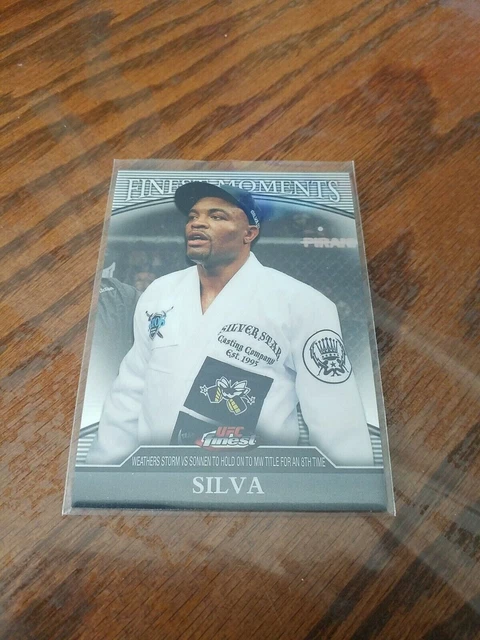 FINEST MOMENTS
PIRAN
SILVER STAR
Casting Company
Est. 1995
UFC
Finest
WEATHERS STORM VS SONNEN TO HOLD ON TO MW TITLE FOR AN 8TH TIME
SILVA